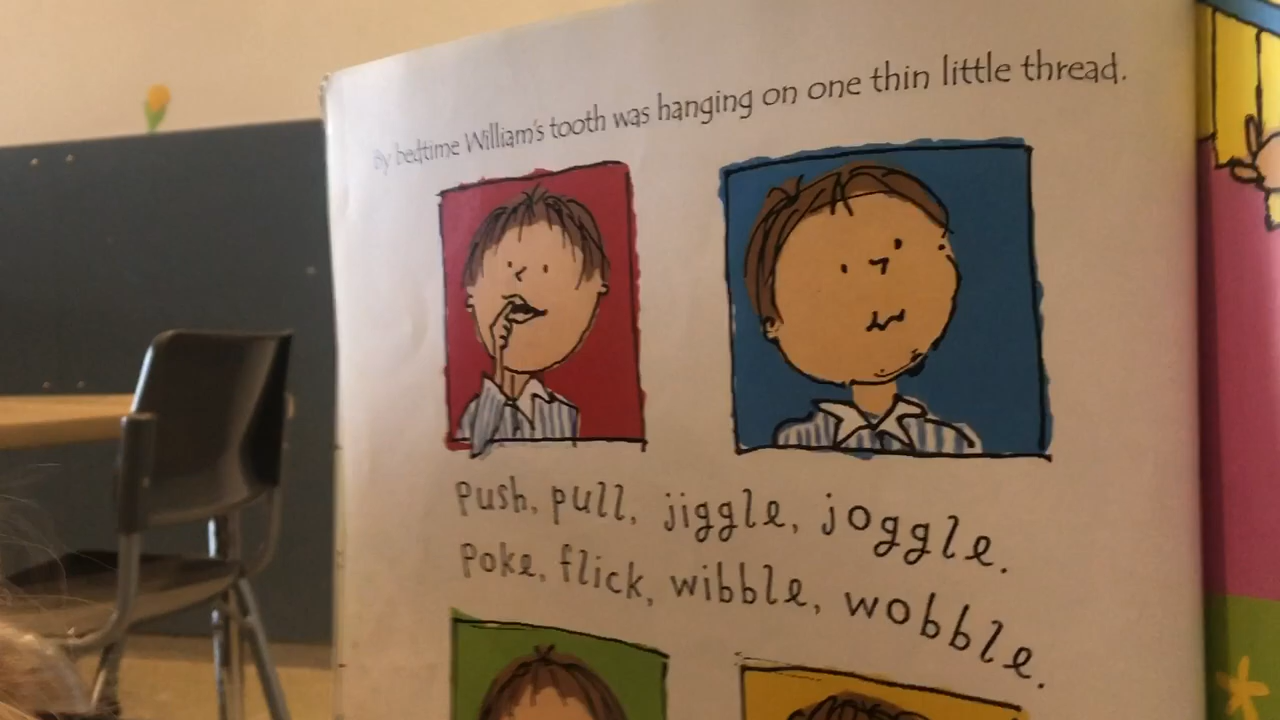 By bedtime William's tooth was hanging on one thin little thread.
Push, pull, jiggle, joggle.
Poke, flick, wibble, wobble.